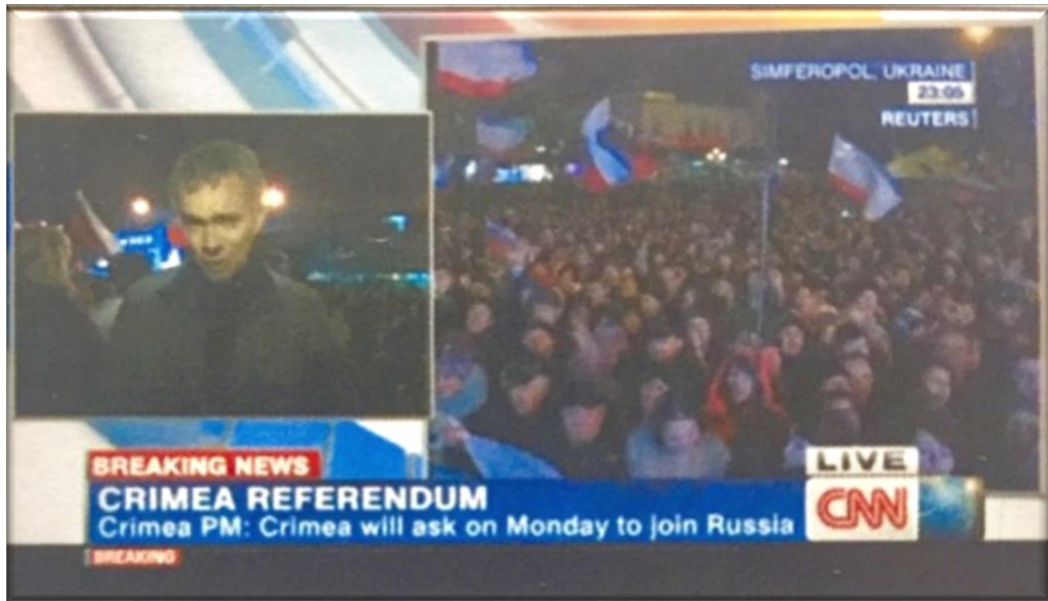 SIMFEROPOL, UKRAINE
23:05
REUTERS
BREAKING NEWS
LIVE
CRIMEA REFERENDUM
CNN
Crimea PM: Crimea will ask on Monday to join Russia
BREAKING